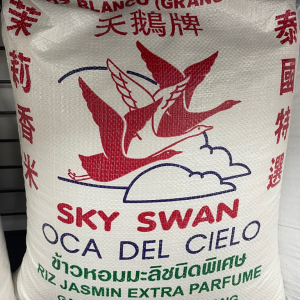 BLANCO (GRANO
天鵝牌
茉莉香米
泰國特選
SKY SWAN
OCA DEL CIELO
ข้าวหอมมะลิชนิดพิเศษ
RIZ JASMIN EXTRA PARFUME